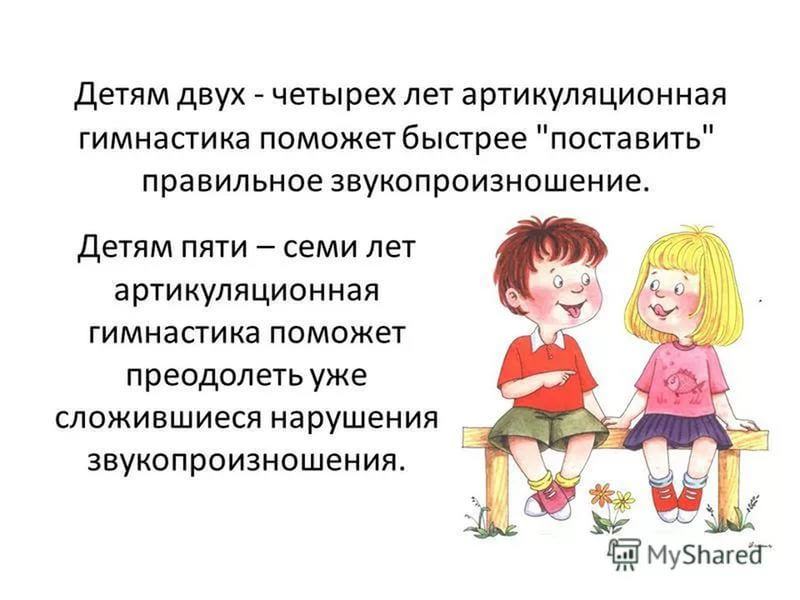 Детям двух - четырех лет артикуляционная
гимнастика поможет быстрее "поставить"
правильное звукопроизношение.
Детям пяти – семи лет
артикуляционная
гимнастика поможет
преодолеть уже
сложившиеся нарушения
звукопроизношения.
MyShared